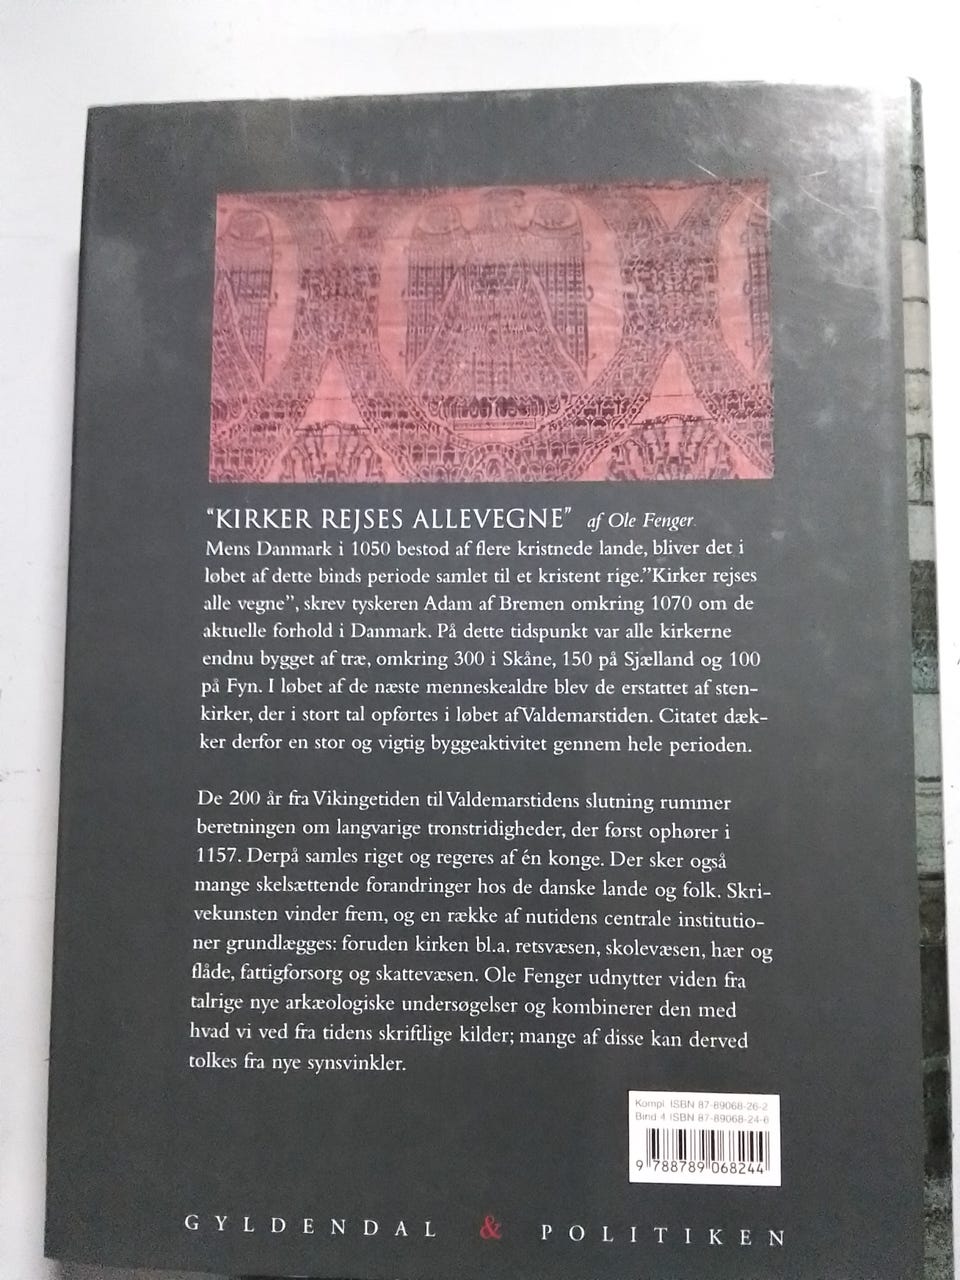 “KIRKER REJSES ALLEVEGNE” af Ole Fenger.
Mens Danmark i 1050 bestod af flere kristnede lande, bliver det i
løbet af dette binds periode samlet til et kristent rige.”Kirker rejses
alle vegne”, skrev tyskeren Adam af Bremen omkring 1070 om de
aktuelle forhold i Danmark. På dette tidspunkt var alle kirkerne
endnu bygget af træ, omkring 300 i Skåne, 150 på Sjælland og 100
på Fyn. I løbet af de næste menneskealdre blev de erstattet af sten-
kirker, der i stort tal opførtes i løbet af Valdemarstiden. Citatet dæk-
ker derfor en stor og vigtig byggeaktivitet gennem hele perioden.
De 200 år fra Vikingetiden til Valdemarstidens slutning rummer
beretningen om langvarige tronstridigheder, der først ophører i
1157. Derpå samles riget og regeres af én konge. Der sker også
mange skelsættende forandringer hos de danske lande og folk. Skri-
vekunsten vinder frem, og en række af nutidens centrale institutio-
ner grundlægges: foruden kirken bl.a. retsvæsen, skolevæsen, hær og
flåde, fattigforsorg og skattevæsen. Ole Fenger udnytter viden fra
talrige nye arkæologiske undersøgelser og kombinerer den med
hvad vi ved fra tidens skriftlige kilder; mange af disse kan derved
tolkes fra nye synsvinkler.
Kompl. ISBN 87-89068-26-2
Bind 4 ISBN 87-89068-24-6
9 788789 068244
GYLDENDAL & POLITIKEN